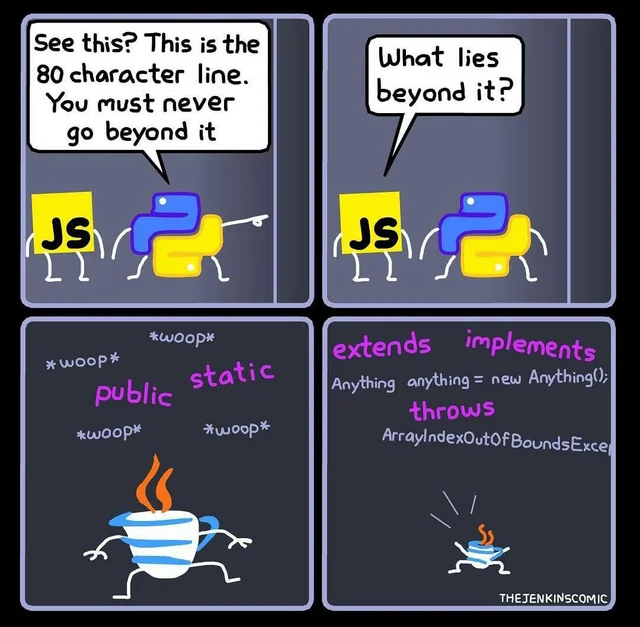 See this? This is the
80 character line.
You must never
go beyond it
JS
What lies
beyond it?
JS
*woop*
*woop*
static
public
*woop*
*woop*
extends implements
Anything anything = new Anything();
throws
ArrayIndexOutOfBoundsExce
THEJENKINSCOMIC